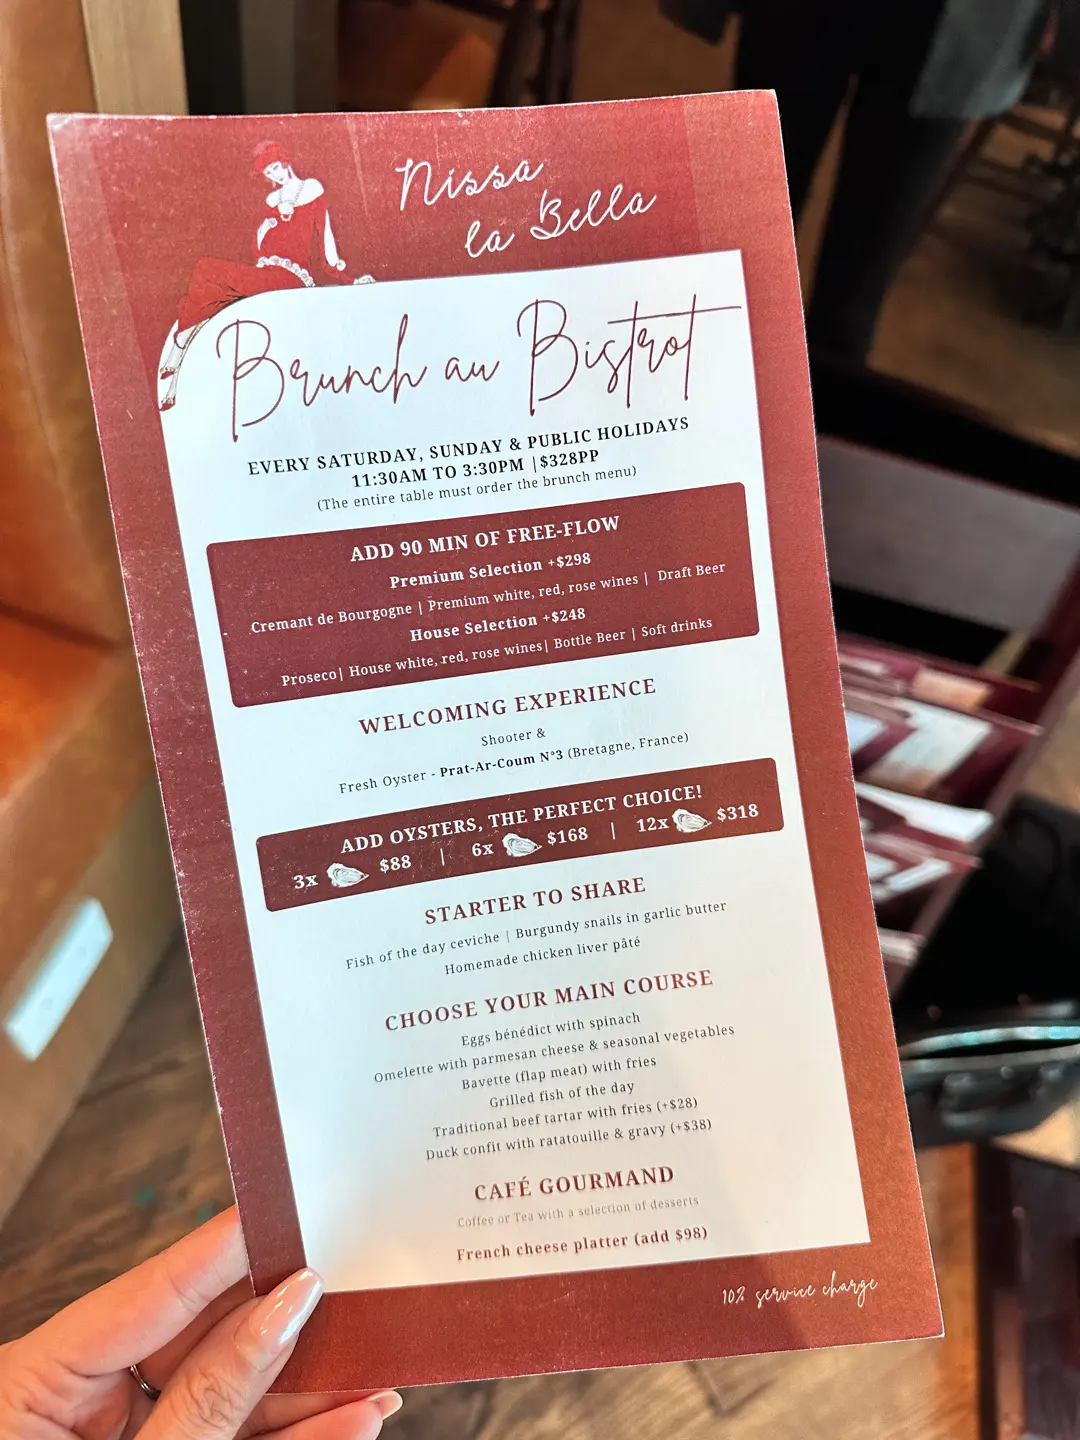 Nissa
la Bella
Brunch au Bistrot
EVERY SATURDAY, SUNDAY & PUBLIC HOLIDAYS
11:30AM TO 3:30PM |$328PP
(The entire table must order the brunch menu)
ADD 90 MIN OF FREE-FLOW
Premium Selection +$298
Cremant de Bourgogne | Premium white, red, rose wines | Draft Beer
House Selection +$248
Proseco| House white, red, rose wines| Bottle Beer | Soft drinks
WELCOMING EXPERIENCE
Shooter &
Fresh Oyster - Prat-Ar-Coum N°3 (Bretagne, France)
ADD OYSTERS, THE PERFECT CHOICE!
3x $88 | 6x $168 | 12x $318
STARTER TO SHARE
Fish of the day ceviche | Burgundy snails in garlic butter
Homemade chicken liver pâté
CHOOSE YOUR MAIN COURSE
Eggs bénédict with spinach
Omelette with parmesan cheese & seasonal vegetables
Bavette (flap meat) with fries
Grilled fish of the day
Traditional beef tartar with fries (+$28)
Duck confit with ratatouille & gravy (+$38)
CAFÉ GOURMAND
Coffee or Tea with a selection of desserts
French cheese platter (add $98)
10% service charge